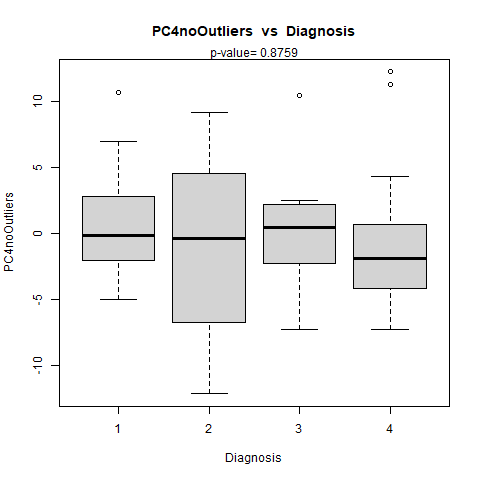 PC4noOutliers vs Diagnosis
p-value= 0.8759
PC4noOutliers
10
5
0
-5
-10
1 2 3 4
Diagnosis